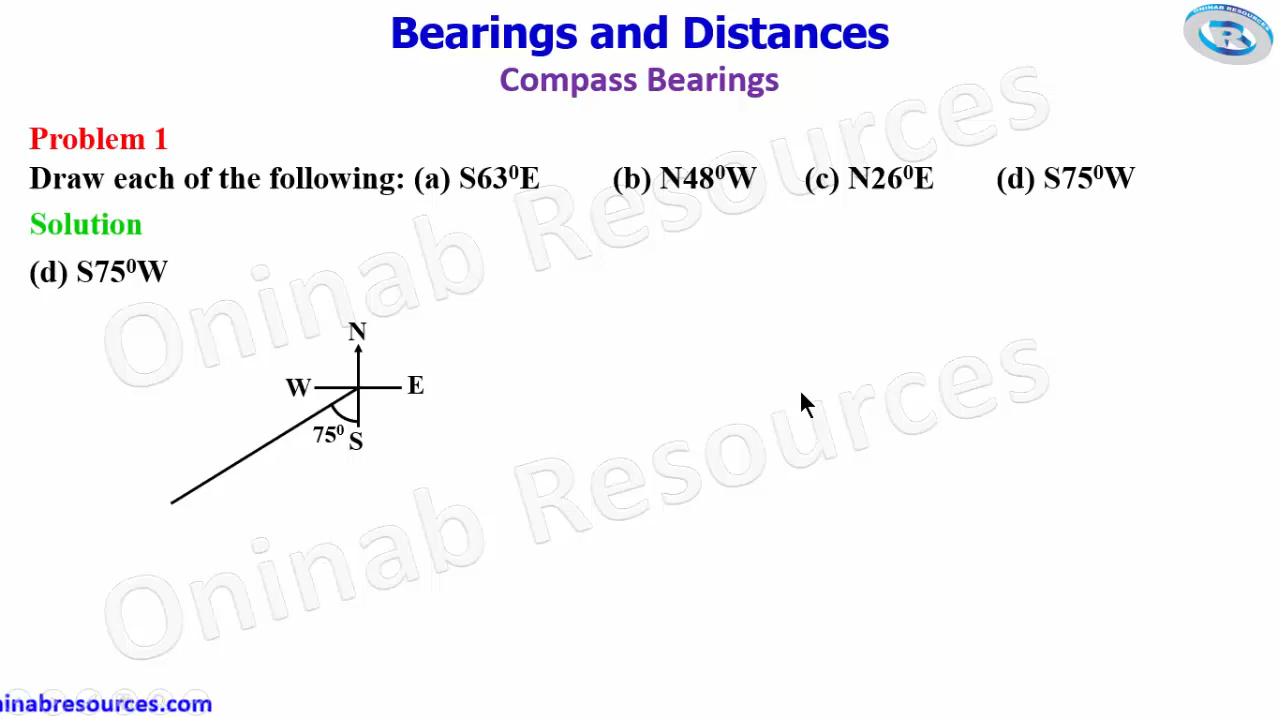 Bearings and Distances
ONINAB RESOURCES
R
Compass Bearings
Problem 1
Draw each of the following: (a) S63⁰E (b) N48⁰W (c) N26⁰E (d) S75⁰W
Solution
(d) S75⁰W
N
W E
75⁰ S
Oninab Resources
Oninab Resources
ninabresources.com